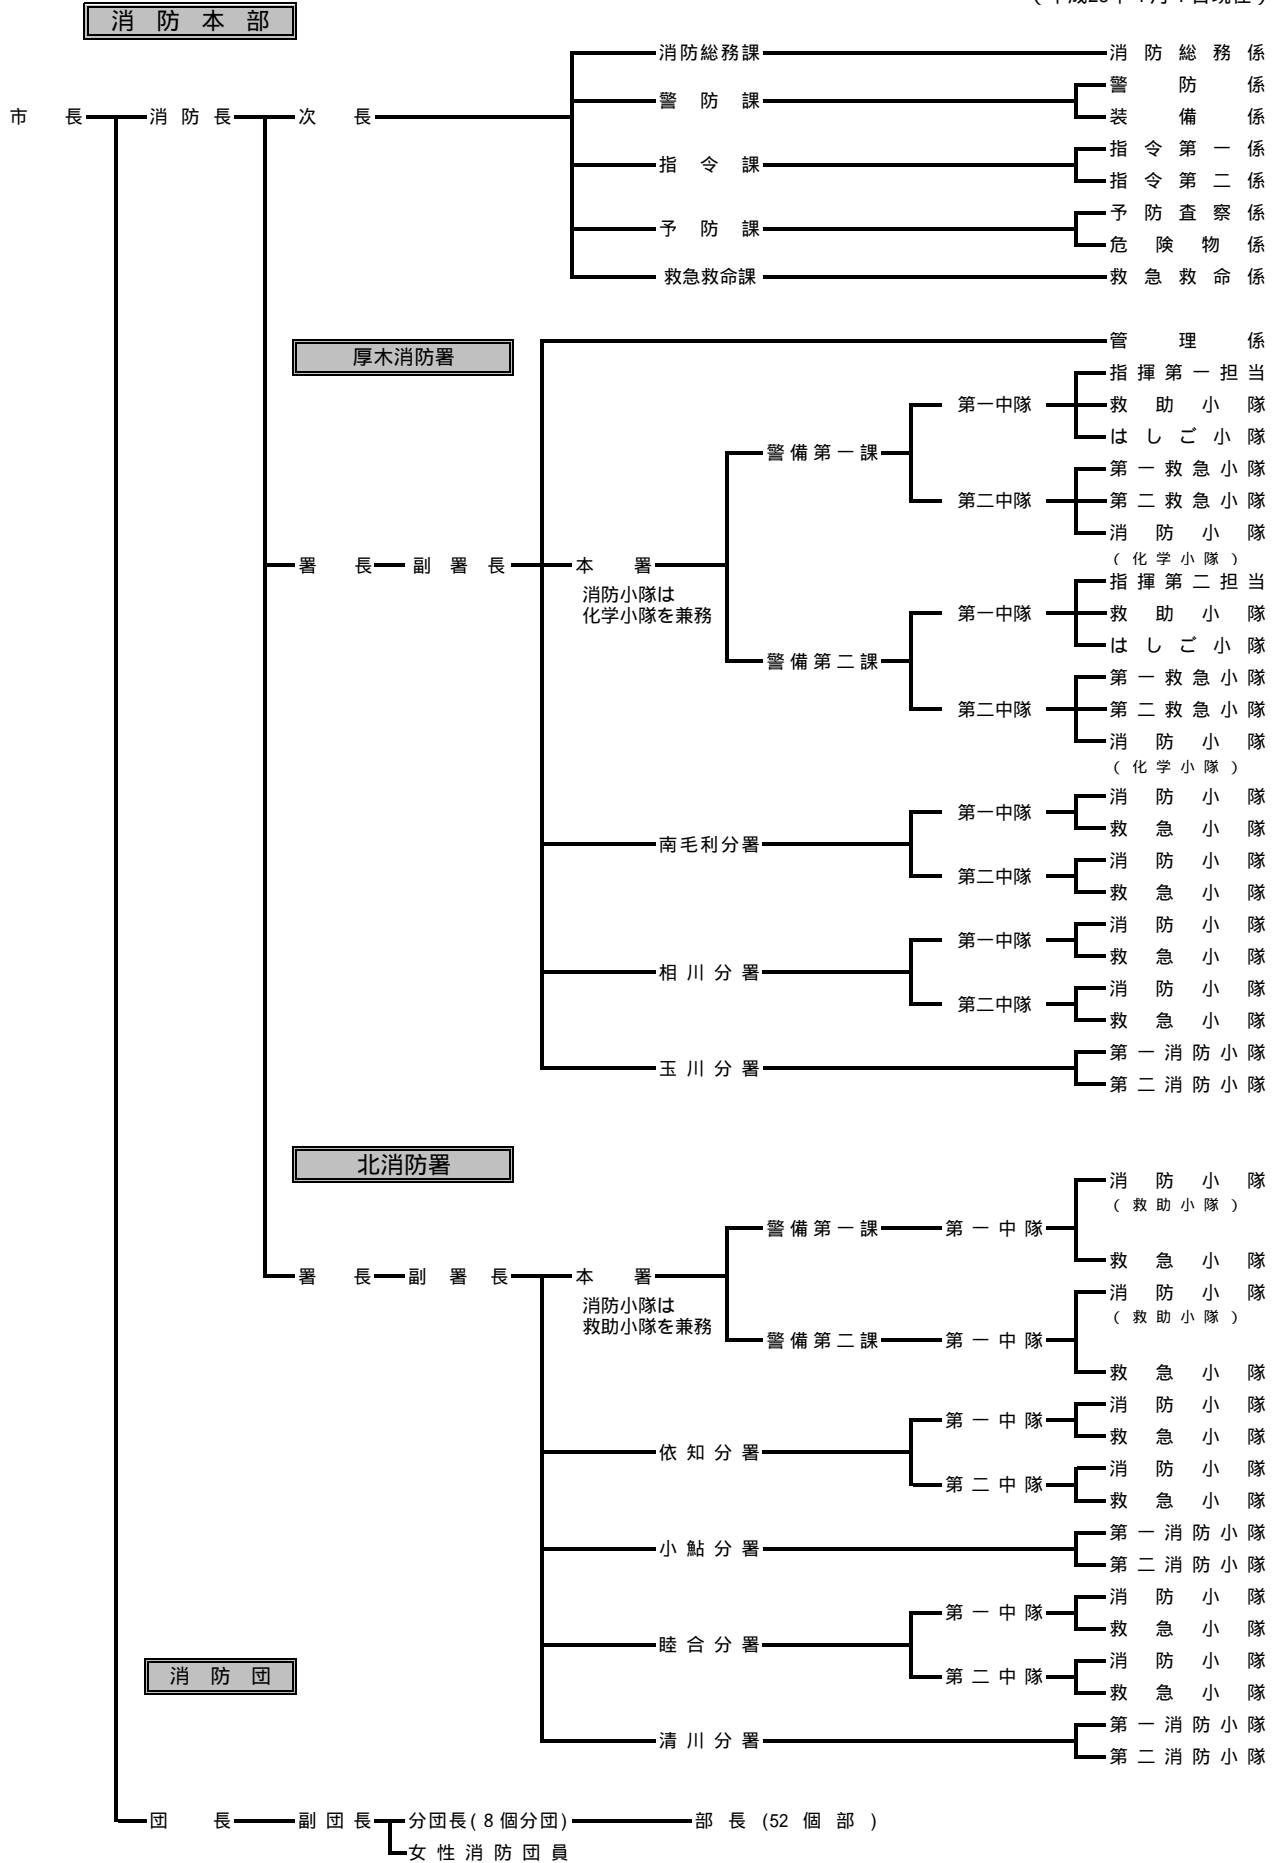 消防本部
消防総務課 消防総務係
警防課 警防係
市長 消防長 次長 装備係
指令課 指令第一係
指令第二係
予防課 予防査察係
危険物係
救急救命課 救急救命係
厚木消防署
管理係
指揮第一担当
第一中隊 救助小隊
はしご小隊
警備第一課
第一救急小隊
第二中隊 第二救急小隊
消防小隊
(化学小隊)
署長 副署長 本署
消防小隊は
化学小隊を兼務
指揮第二担当
第一中隊 救助小隊
はしご小隊
警備第二課
第一救急小隊
第二中隊 第二救急小隊
消防小隊
(化学小隊)
南毛利分署
第一中隊 消防小隊
救急小隊
第二中隊 消防小隊
救急小隊
相川分署
第一中隊 消防小隊
救急小隊
第二中隊 消防小隊
救急小隊
玉川分署 第一消防小隊
第二消防小隊
北消防署
署長 副署長 本署
消防小隊は
救助小隊を兼務
警備第一課 第一中隊 消防小隊
(救助小隊)
救急小隊
警備第二課 第一中隊 消防小隊
(救助小隊)
救急小隊
依知分署
第一中隊 消防小隊
救急小隊
第二中隊 消防小隊
救急小隊
小鮎分署 第一消防小隊
第二消防小隊
睦合分署
第一中隊 消防小隊
救急小隊
第二中隊 消防小隊
救急小隊
清川分署 第一消防小隊
第二消防小隊
消防団
団長 副団長 分団長(8個分団) 部長(52個部)
女性消防団員